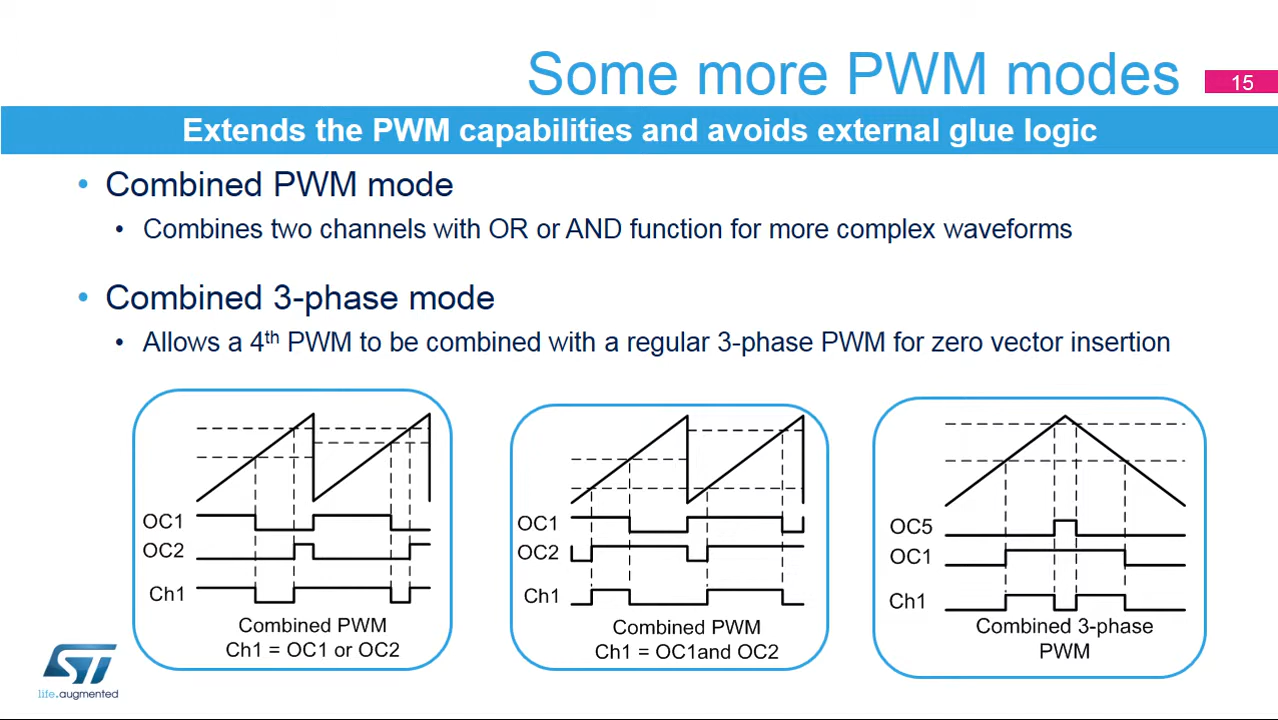 Some more PWM modes
15
Extends the PWM capabilities and avoids external glue logic
• Combined PWM mode
• Combines two channels with OR or AND function for more complex waveforms
• Combined 3-phase mode
• Allows a 4th PWM to be combined with a regular 3-phase PWM for zero vector insertion
OC1
OC2
Ch1
Combined PWM
Ch1 = OC1 or OC2
OC1
OC2
Ch1
Combined PWM
Ch1 = OC1and OC2
OC5
OC1
Ch1
Combined 3-phase
PWM
ST
life.augmented